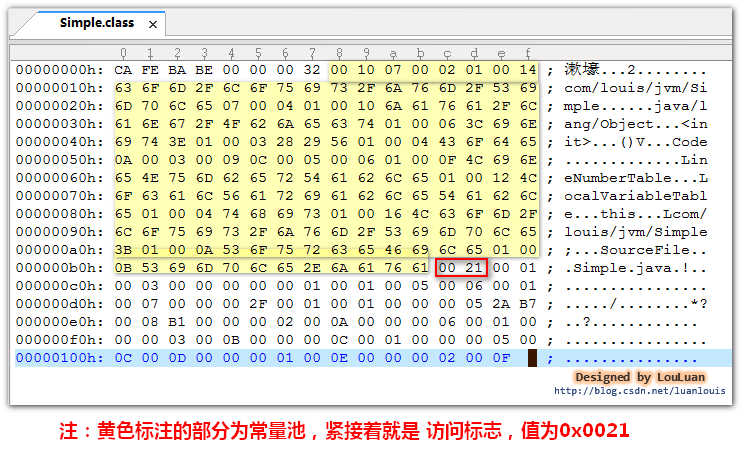 Simple.class ×
0 1 2 3 4 5 6 7 8 9 a b c d e f
00000000h: CA FE BA BE 00 00 00 32 00 10 07 00 02 01 00 14 ; 漱壕...2........
00000010h: 63 6F 6D 2F 6C 6F 75 69 73 2F 6A 76 6D 2F 53 69 ; com/louis/jvm/Si
00000020h: 6D 70 6C 65 07 00 04 01 00 10 6A 61 76 61 2F 6C ; mple......java/l
00000030h: 61 6E 67 2F 4F 62 6A 65 63 74 01 00 06 3C 69 6E ; ang/Object...<in
00000040h: 69 74 3E 01 00 03 28 29 56 01 00 04 43 6F 64 65 ; it>...()V...Code
00000050h: 0A 00 03 00 09 0C 00 05 00 06 01 00 0F 4C 69 6E ; .............Lin
00000060h: 65 4E 75 6D 62 65 72 54 61 62 6C 65 01 00 12 4C ; eNumberTable...L
00000070h: 6F 63 61 6C 56 61 72 69 61 62 6C 65 54 61 62 6C ; ocalVariableTabl
00000080h: 65 01 00 04 74 68 69 73 01 00 16 4C 63 6F 6D 2F ; e...this...Lcom/
00000090h: 6C 6F 75 69 73 2F 6A 76 6D 2F 53 69 6D 70 6C 65 ; louis/jvm/Simple
000000a0h: 3B 01 00 0A 53 6F 75 72 63 65 46 69 6C 65 01 00 ; ;...SourceFile..
000000b0h: 0B 53 69 6D 70 6C 65 2E 6A 61 76 61 00 21 00 01 ; .Simple.java.!..
000000c0h: 00 03 00 00 00 00 00 01 00 01 00 05 00 06 00 01 ; ................
000000d0h: 00 07 00 00 00 2F 00 01 00 01 00 00 00 05 2A B7 ; ...../........*?
000000e0h: 00 08 B1 00 00 00 02 00 0A 00 00 00 06 00 01 00 ; ..?............
000000f0h: 00 00 03 00 0B 00 00 00 0C 00 01 00 00 00 05 00 ; ................
00000100h: 0C 00 0D 00 00 00 01 00 0E 00 00 00 02 00 0F ; ...............
Designed by LouLuan
http://blog.csdn.net/luanlouis
注：黄色标注的部分为常量池，紧接着就是 访问标志，值为0x0021